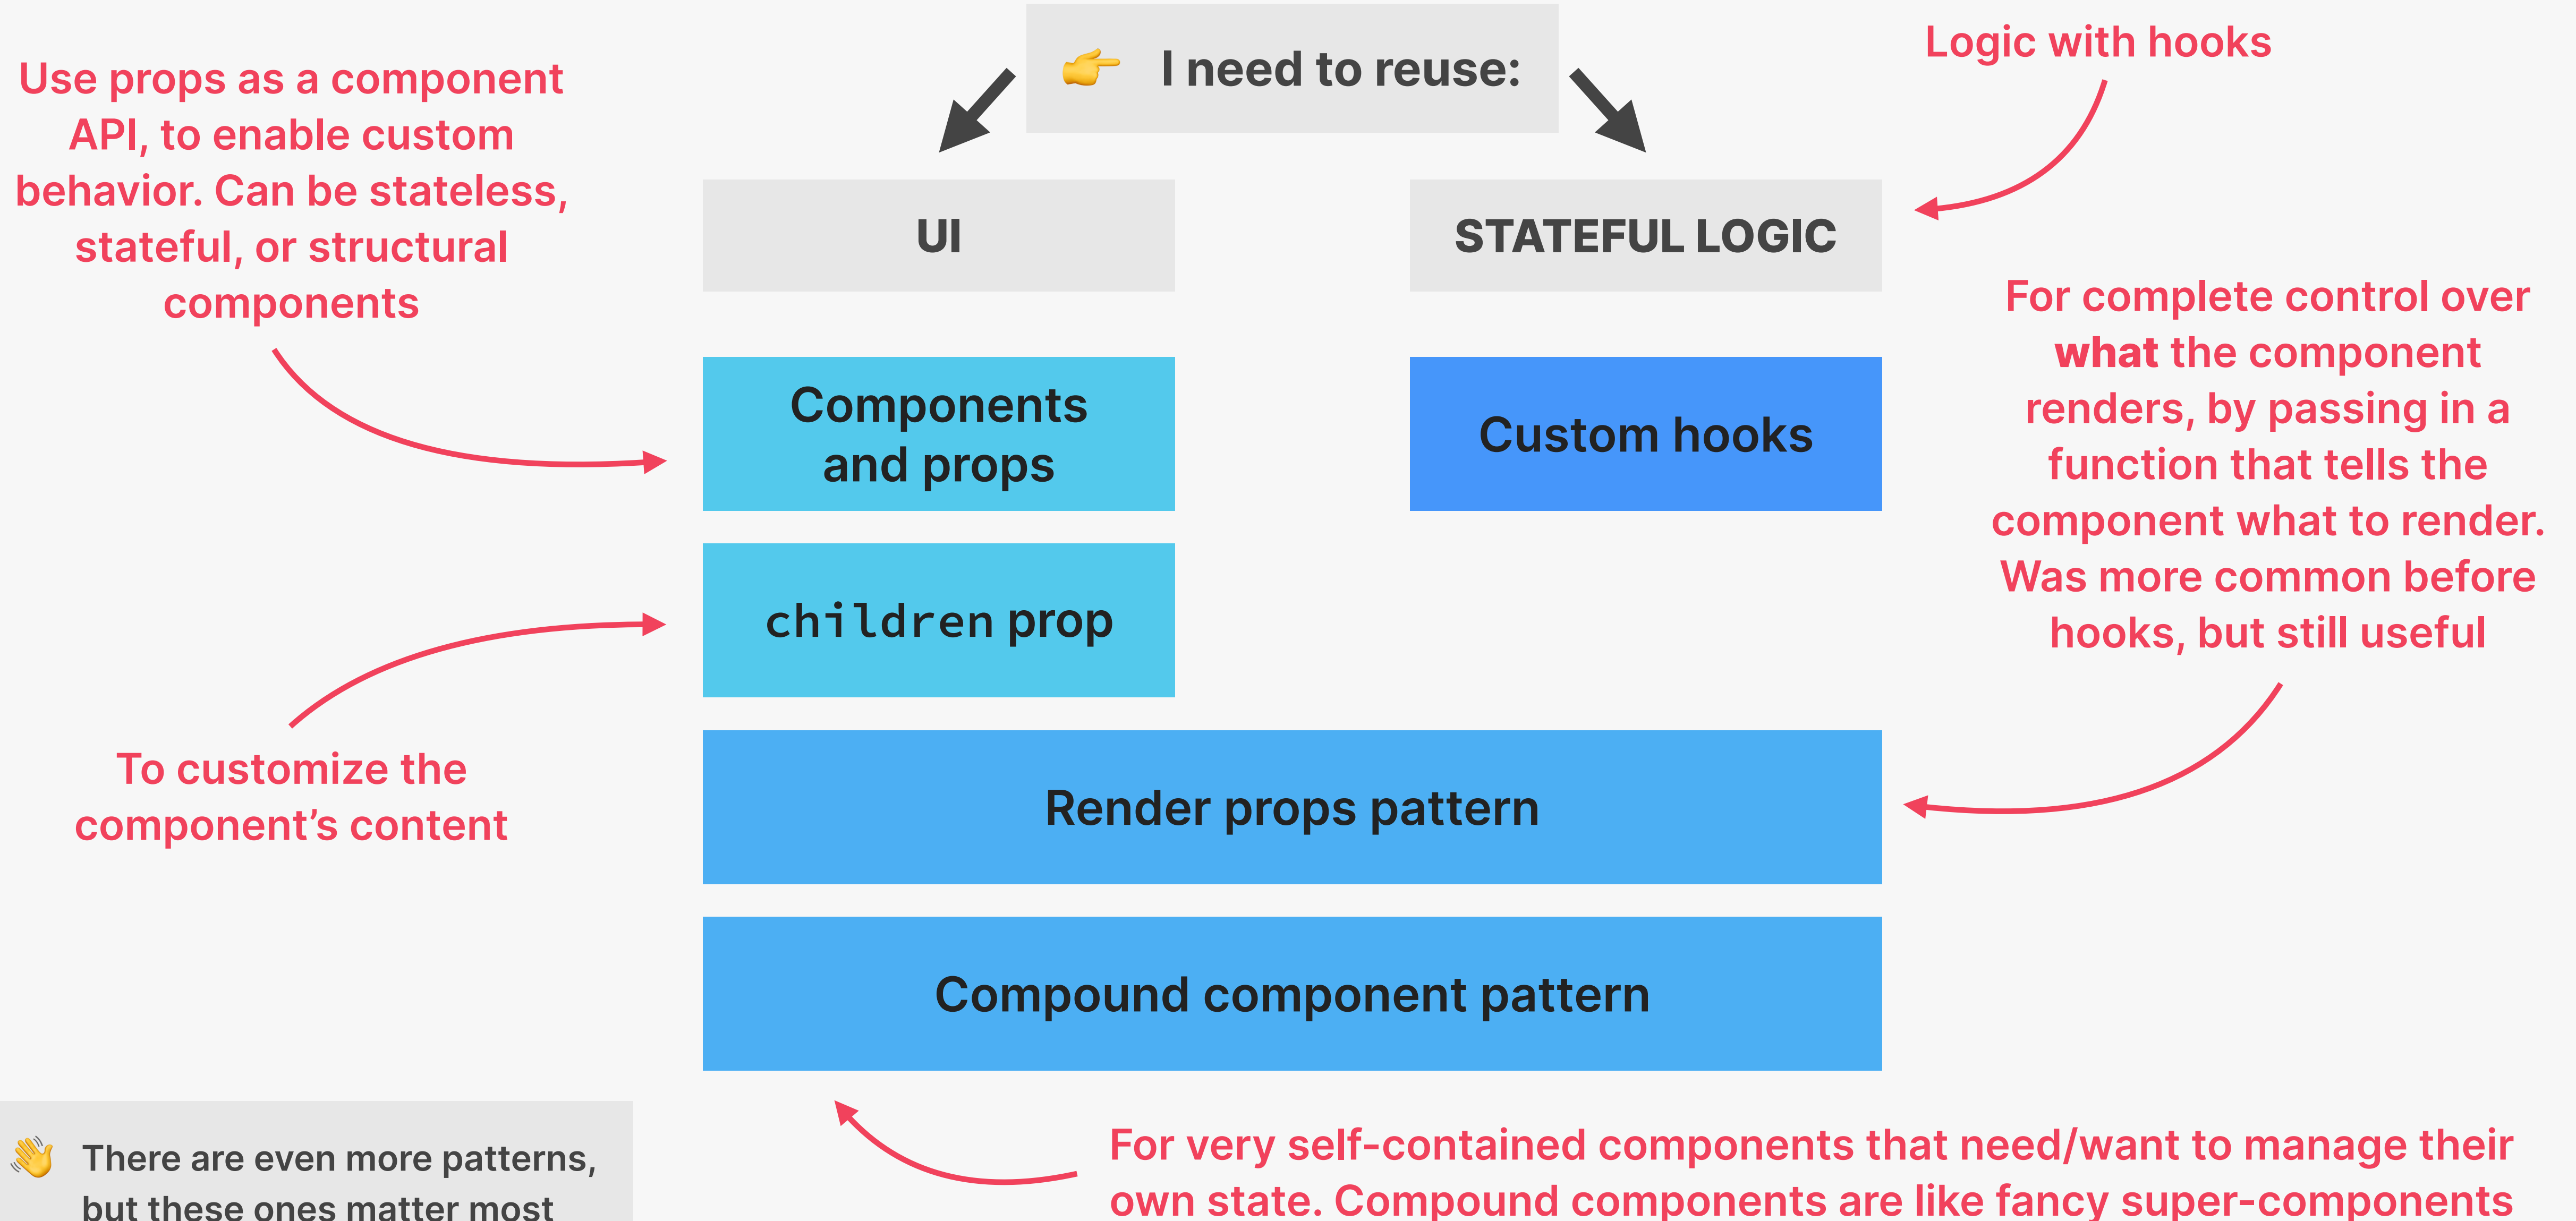 👉 I need to reuse:
Logic with hooks
Use props as a component
API, to enable custom
behavior. Can be stateless,
stateful, or structural
components
UI
STATEFUL LOGIC
For complete control over
what the component
renders, by passing in a
function that tells the
component what to render.
Was more common before
hooks, but still useful
Components
and props
Custom hooks
children prop
To customize the
component’s content
Render props pattern
Compound component pattern
👋 There are even more patterns,
but these ones matter most
For very self-contained components that need/want to manage their
own state. Compound components are like fancy super-components